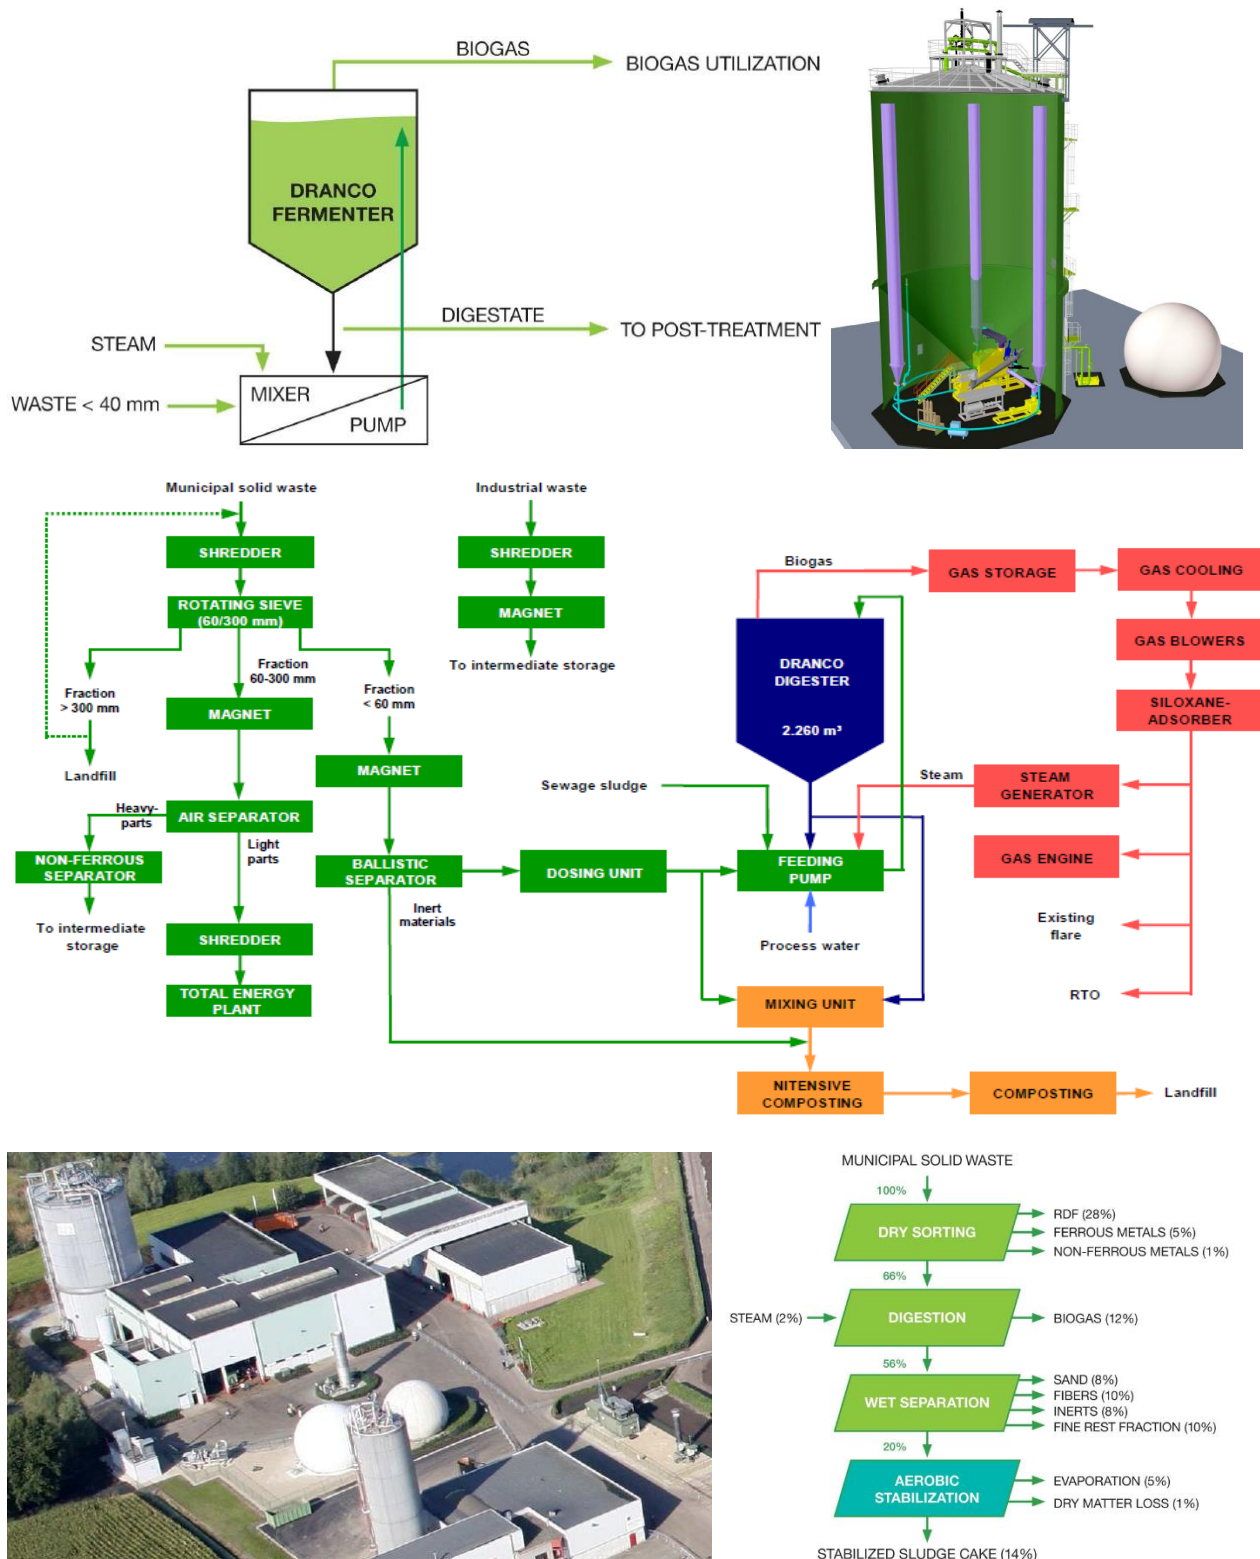 BIOGAS
BIOGAS UTILIZATION
DRANCO
FERMENTER
DIGESTATE
TO POST-TREATMENT
STEAM
WASTE < 40 mm
MIXER
PUMP
Municipal solid waste
SHREDDER
ROTATING SIEVE
(60/300 mm)
Fraction
> 300 mm
Landfill
Fraction
60-300 mm
MAGNET
Fraction
< 60 mm
MAGNET
Heavy-
parts
AIR SEPARATOR
Light
parts
NON-FERROUS
SEPARATOR
To intermediate
storage
SHREDDER
TOTAL ENERGY
PLANT
BALLISTIC
SEPARATOR
Inert
materials
Industrial waste
SHREDDER
MAGNET
To intermediate storage
DOSING UNIT
Sewage sludge
Biogas
DRANCO
DIGESTER
2.260 m³
FEEDING
PUMP
Process water
Steam
GAS STORAGE
GAS COOLING
GAS BLOWERS
SILOXANE-
ADSORBER
STEAM
GENERATOR
GAS ENGINE
Existing
flare
RTO
MIXING UNIT
NITENSIVE
COMPOSTING
COMPOSTING
Landfill
MUNICIPAL SOLID WASTE
100%
DRY SORTING
RDF (28%)
FERROUS METALS (5%)
NON-FERROUS METALS (1%)
66%
STEAM (2%)
DIGESTION
BIOGAS (12%)
56%
WET SEPARATION
SAND (8%)
FIBERS (10%)
INERTS (8%)
FINE REST FRACTION (10%)
20%
AEROBIC
STABILIZATION
EVAPORATION (5%)
DRY MATTER LOSS (1%)
STABILIZED SLUDGE CAKE (14%)